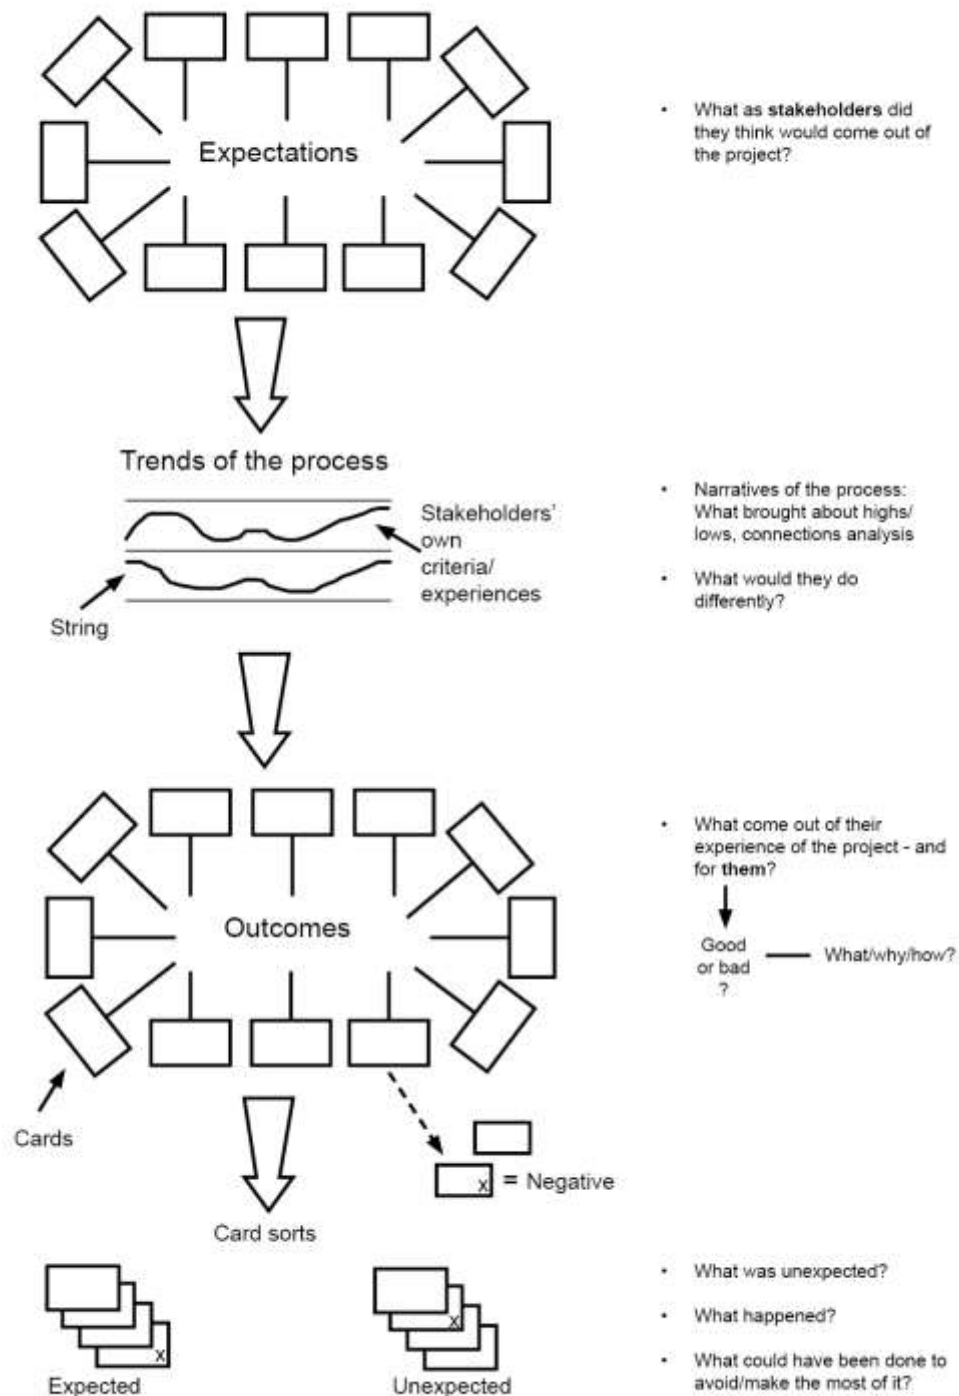 Expectations
• What as stakeholders did
they think would come out of
the project?
Trends of the process
Stakeholders'
own
criteria/
experiences
String
• Narratives of the process:
What brought about highs/
lows, connections analysis
• What would they do
differently?
Outcomes
• What come out of their
experience of the project - and
for them?
Good
or bad
?
What/why/how?
Cards
x
= Negative
Card sorts
x
Expected
x
Unexpected
• What was unexpected?
• What happened?
• What could have been done to
avoid/make the most of it?